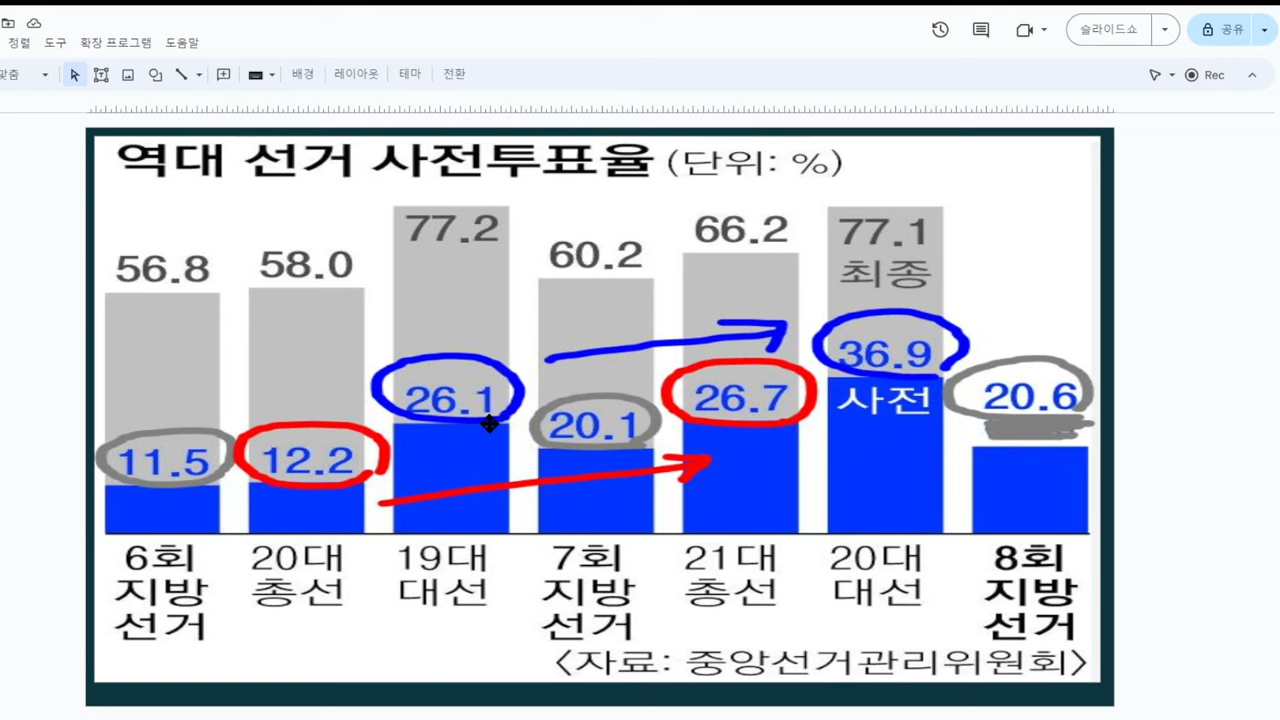 정렬 도구 확장 프로그램 도움말
슬라이드쇼
공유
맞춤
배경 레이아웃 테마 전환
Rec
역대 선거 사전투표율 (단위: %)
56.8 58.0 77.2 60.2 66.2 77.1
최종
11.5 12.2 26.1 20.1 26.7 36.9 20.6
사전
6회 20대 19대 7회 21대 20대 8회
지방 총선 대선 지방 총선 대선 지방
선거 선거 선거
<자료: 중앙선거관리위원회>